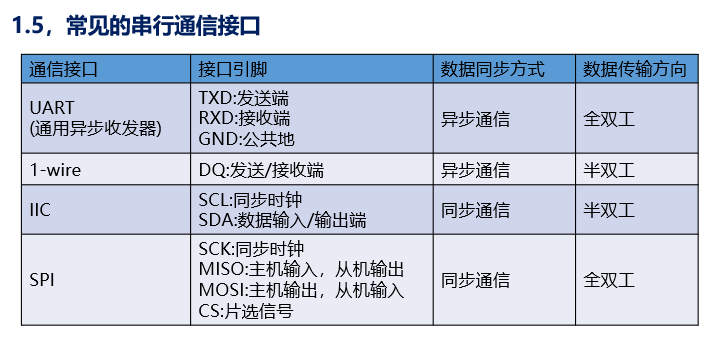 1.5，常见的串行通信接口
通信接口 接口引脚 数据同步方式 数据传输方向
UART
(通用异步收发器)
TXD:发送端
RXD:接收端
GND:公共地
异步通信
全双工
1-wire DQ:发送/接收端 异步通信 半双工
IIC
SCL:同步时钟
SDA:数据输入/输出端
同步通信
半双工
SPI
SCK:同步时钟
MISO:主机输入，从机输出
MOSI:主机输出，从机输入
CS:片选信号
同步通信
全双工